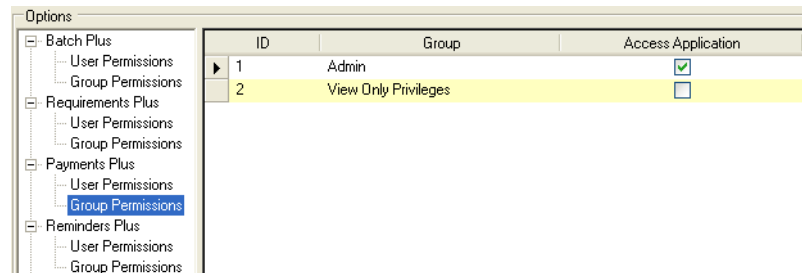 Options
Batch Plus
User Permissions
Group Permissions
Requirements Plus
User Permissions
Group Permissions
Payments Plus
User Permissions
Group Permissions
Reminders Plus
User Permissions
Group Permissions
ID Group Access Application
1 Admin
2 View Only Privileges